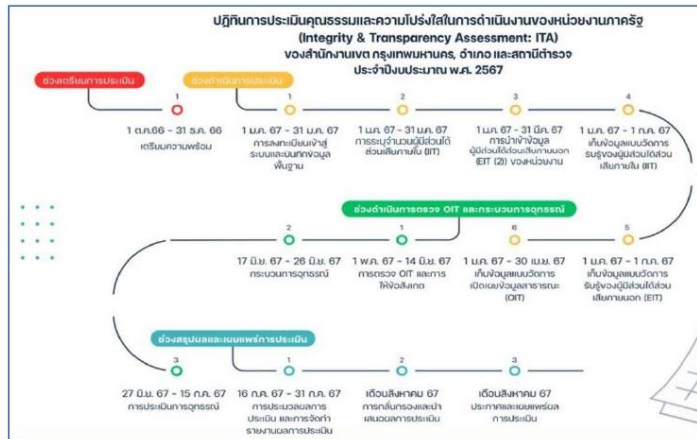 ปฏิทินการประเมินคุณธรรมและความโปร่งใสในการดำเนินงานของหน่วยงานภาครัฐ
(Integrity & Transparency Assessment: ITA)
ของสำนักงานเขต กรุงเทพมหานคร, อำเภอ และสถานีตำรวจ
ประจำปีงบประมาณ พ.ศ. 2567
ช่วงเตรียมการประเมิน
ช่วงดำเนินการประเมิน
1
1 ต.ค.66 - 31 ธ.ค. 66
เตรียมความพร้อม
1
1 ม.ค. 67 - 31 ม.ค. 67
การลงทะเบียนเข้าสู่
ระบบและบันทึกข้อมูล
พื้นฐาน
2
1 ม.ค. 67 - 31 ม.ค. 67
การระบุจำนวนผู้มีส่วนได้
ส่วนเสียภายใน (IIT)
3
1 ม.ค. 67 - 31 มี.ค. 67
การนำเข้าข้อมูล
ผู้มีส่วนได้ส่วนเสียภายนอก
(EIT (2)) ของหน่วยงาน
4
1 ม.ค. 67 - 1 ก.ค. 67
เก็บข้อมูลแบบวัดการ
รับรู้ของผู้มีส่วนได้ส่วน
เสียภายใน (IIT)
ช่วงดำเนินการตรวจ OIT และกระบวนการอุทธรณ์
2
17 มิ.ย. 67 - 26 มิ.ย. 67
กระบวนการอุทธรณ์
1
1 พ.ค. 67 - 14 มิ.ย. 67
การตรวจ OIT และการ
ให้ข้อสังเกต
6
1 ม.ค. 67 - 30 เม.ย. 67
เก็บข้อมูลแบบวัดการ
เปิดเผยข้อมูลสาธารณะ
(OIT)
5
1 ม.ค. 67 - 1 ก.ค. 67
เก็บข้อมูลแบบวัดการ
รับรู้ของผู้มีส่วนได้ส่วน
เสียภายนอก (EIT)
ช่วงสรุปผลและเผยแพร่การประเมิน
3
27 มิ.ย. 67 - 15 ก.ค. 67
การประเมินการอุทธรณ์
1
16 ก.ค. 67 - 31 ก.ค. 67
การประมวลผลการ
ประเมิน และการจัดทำ
รายงานผลการประเมิน
2
เดือนสิงหาคม 67
การกลั่นกรองและนำ
เสนอผลการประเมิน
3
เดือนสิงหาคม 67
ประกาศและเผยแพร่ผล
การประเมิน